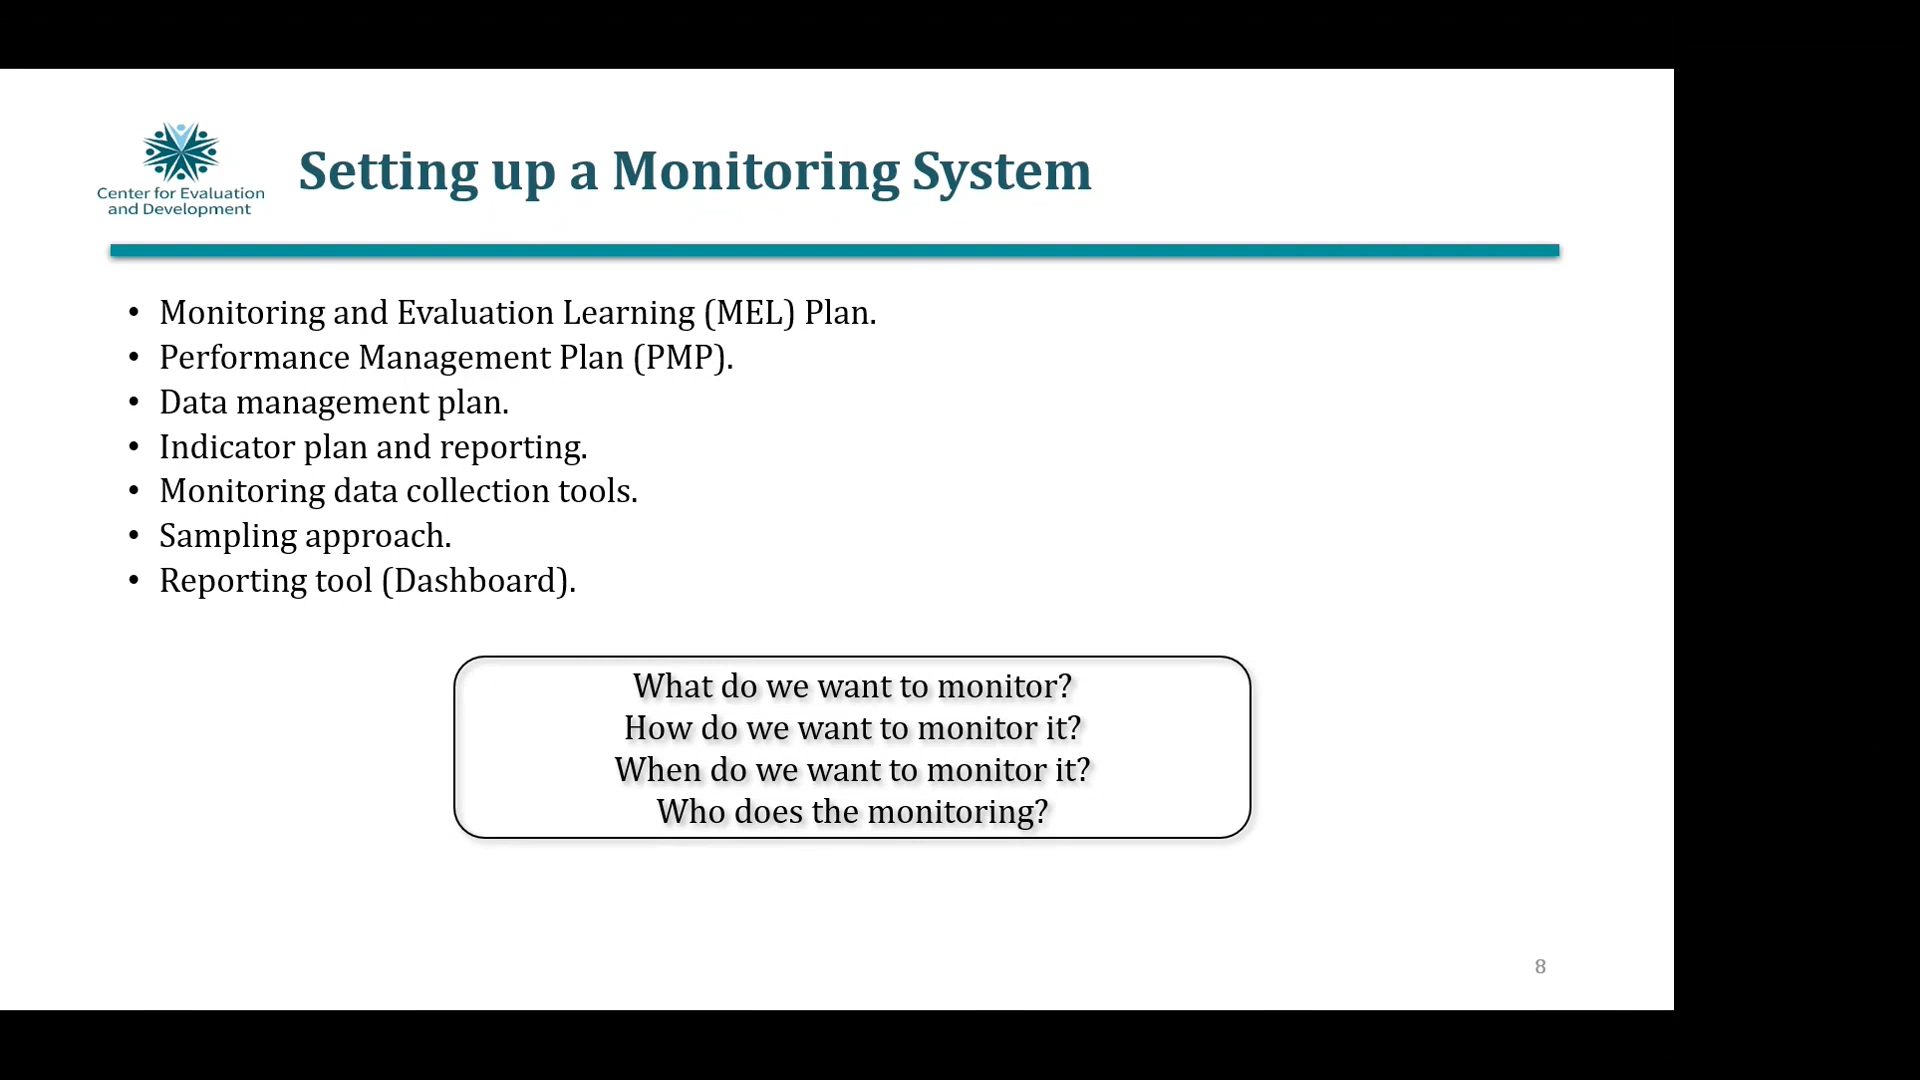 Center for Evaluation
and Development
Setting up a Monitoring System
• Monitoring and Evaluation Learning (MEL) Plan.
• Performance Management Plan (PMP).
• Data management plan.
• Indicator plan and reporting.
• Monitoring data collection tools.
• Sampling approach.
• Reporting tool (Dashboard).
What do we want to monitor?
How do we want to monitor it?
When do we want to monitor it?
Who does the monitoring?
8